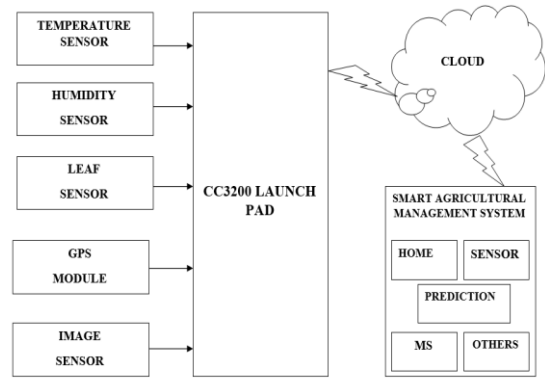 TEMPERATURE
SENSOR
HUMIDITY
SENSOR
LEAF
SENSOR
GPS
MODULE
IMAGE
SENSOR
CC3200 LAUNCH
PAD
CLOUD
SMART AGRICULTURAL
MANAGEMENT SYSTEM
HOME
SENSOR
PREDICTION
MS
OTHERS